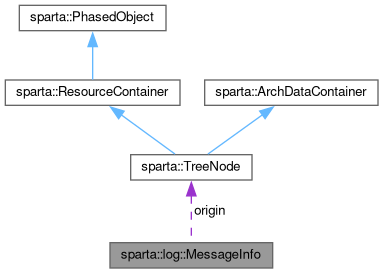 sparta::PhasedObject
sparta::ResourceContainer
sparta::ArchDataContainer
sparta::TreeNode
origin
sparta::log::MessageInfo